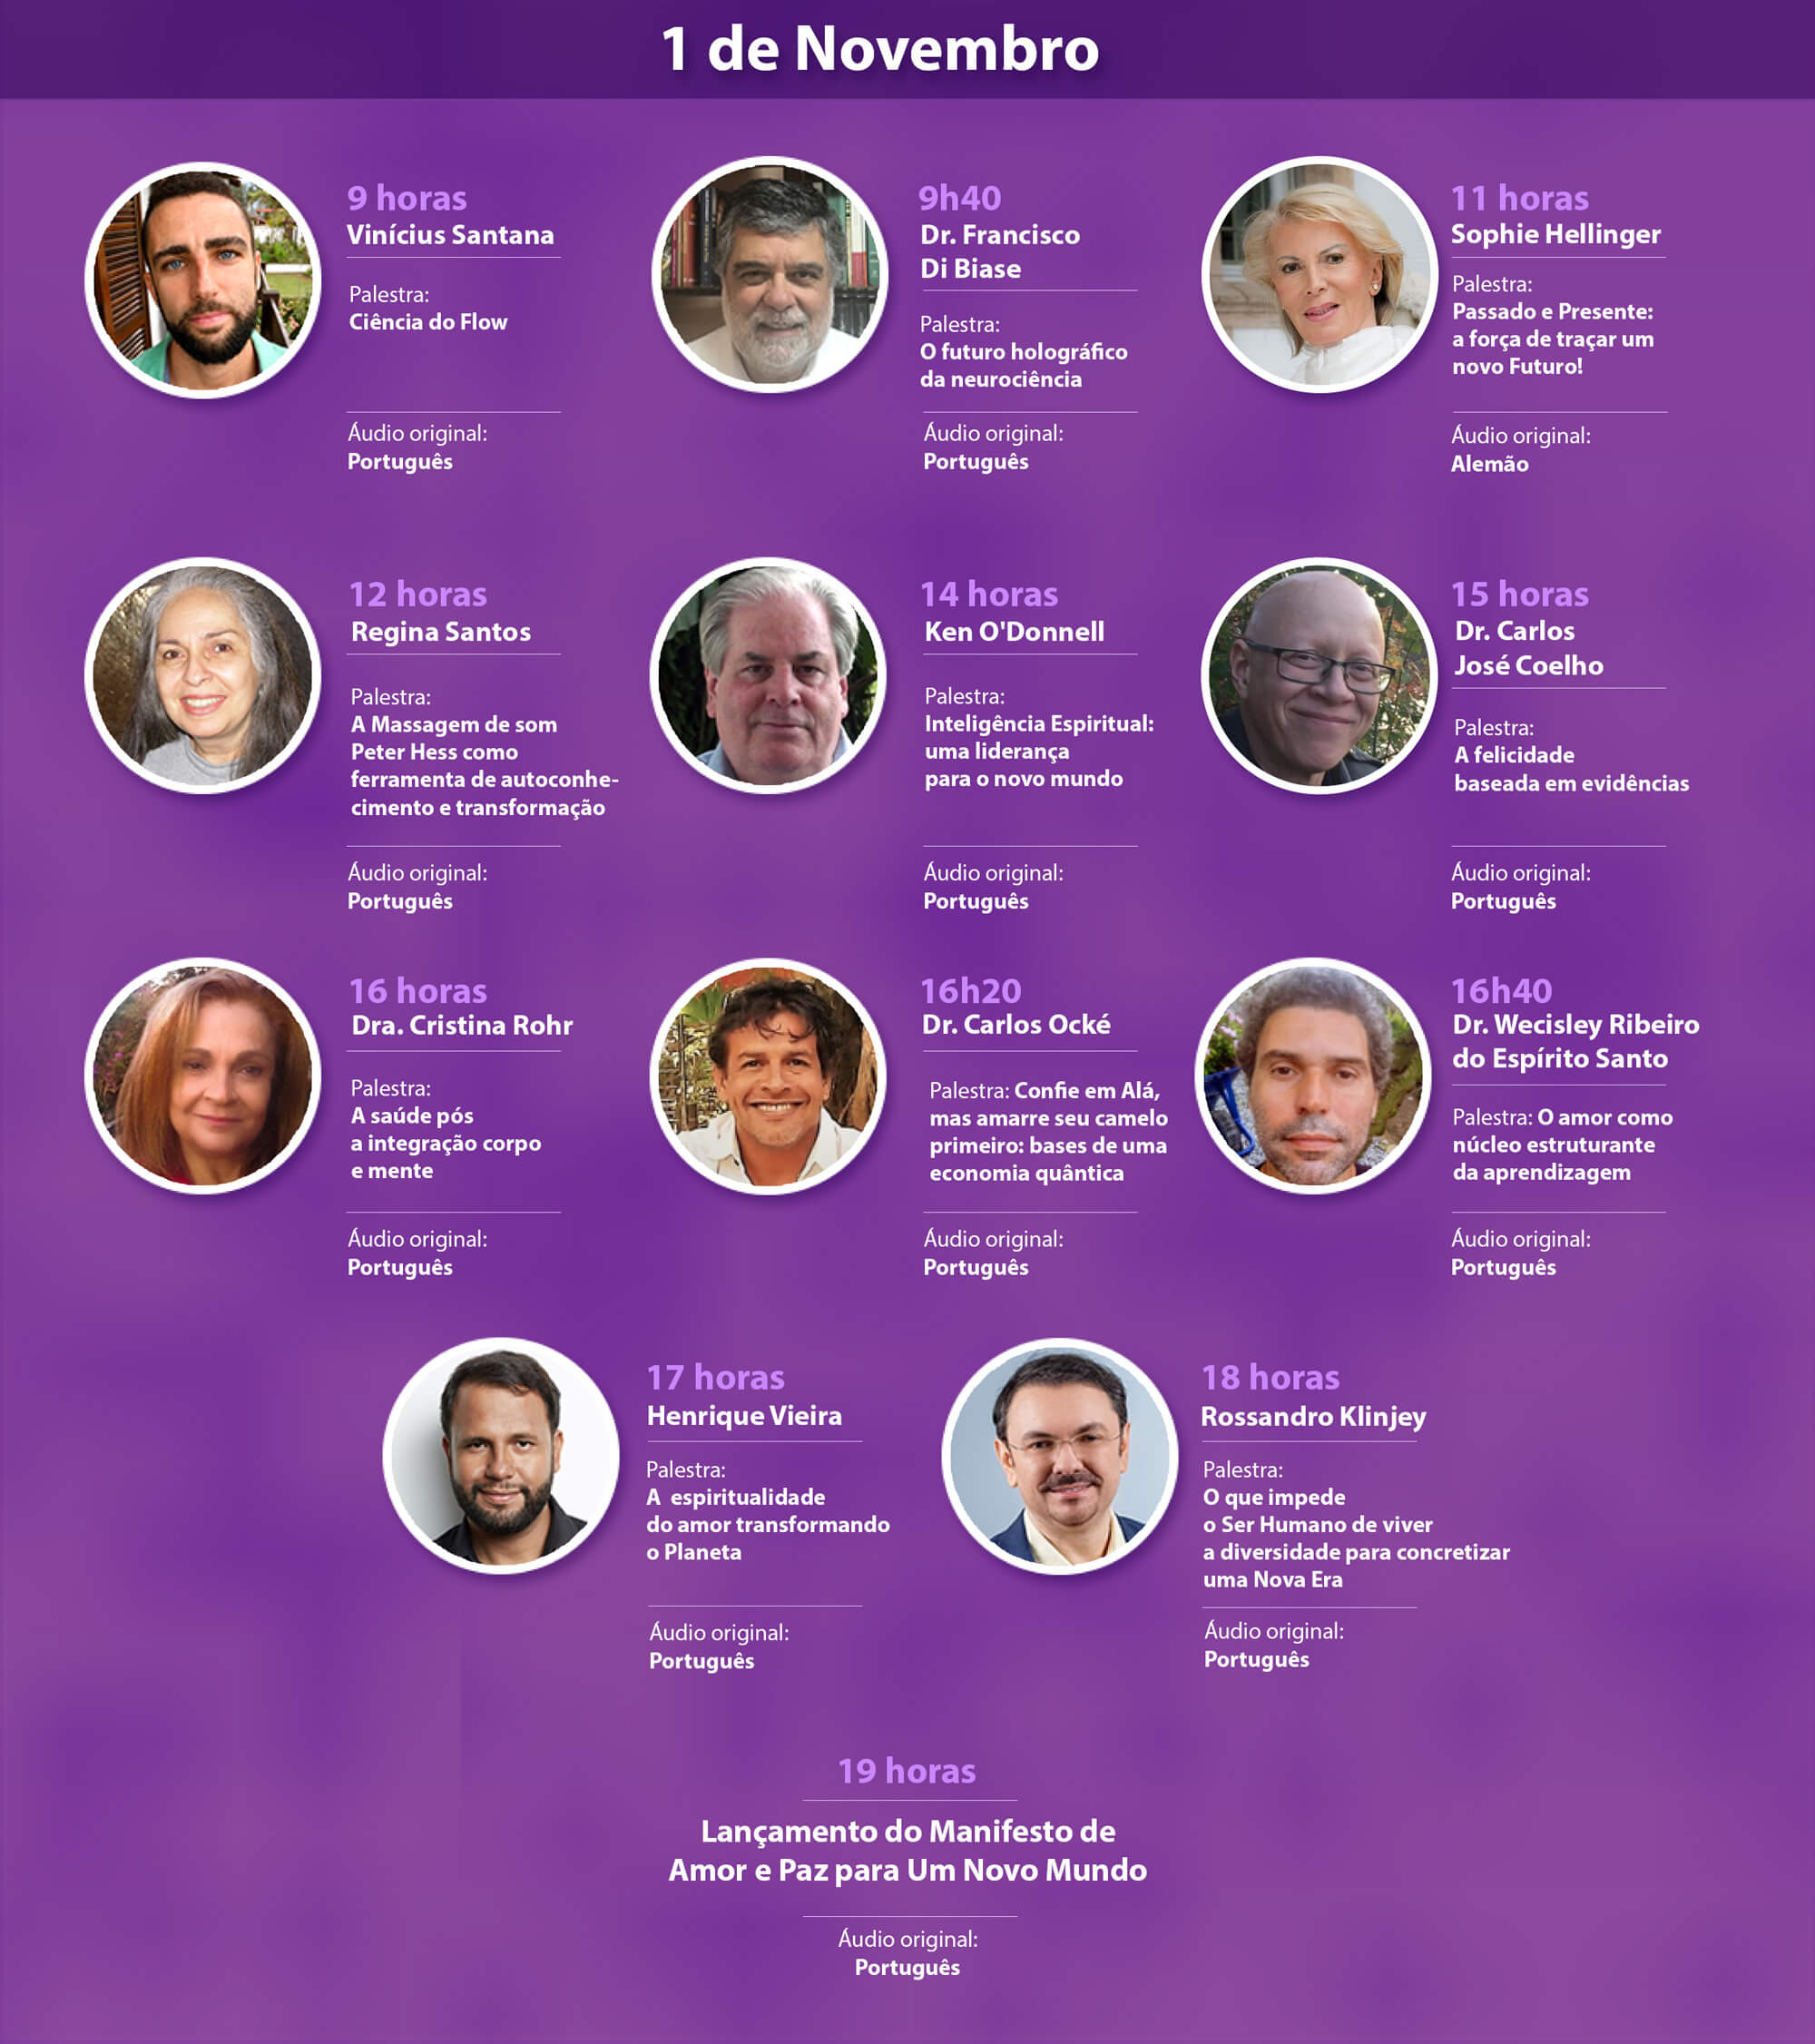 1 de Novembro
9 horas
Vinícius Santana
Palestra:
Ciência do Flow
Áudio original:
Português
9h40
Dr. Francisco
Di Biase
Palestra:
O futuro holográfico
da neurociência
Áudio original:
Português
11 horas
Sophie Hellinger
Palestra:
Passado e Presente:
a força de traçar um
novo Futuro!
Áudio original:
Alemão
12 horas
Regina Santos
Palestra:
A Massagem de som
Peter Hess como
ferramenta de autoconhe-
cimento e transformação
Áudio original:
Português
14 horas
Ken O'Donnell
Palestra:
Inteligência Espiritual:
uma liderança
para o novo mundo
Áudio original:
Português
15 horas
Dr. Carlos
José Coelho
Palestra:
A felicidade
baseada em evidências
Áudio original:
Português
16 horas
Dra. Cristina Rohr
Palestra:
A saúde pós
a integração corpo
e mente
Áudio original:
Português
16h20
Dr. Carlos Ocké
Palestra: Confie em Alá,
mas amarre seu camelo
primeiro: bases de uma
economia quântica
Áudio original:
Português
16h40
Dr. Wecisley Ribeiro
do Espírito Santo
Palestra: O amor como
núcleo estruturante
da aprendizagem
Áudio original:
Português
17 horas
Henrique Vieira
Palestra:
A espiritualidade
do amor transformando
o Planeta
Áudio original:
Português
18 horas
Rossandro Klinjey
Palestra:
O que impede
o Ser Humano de viver
a diversidade para concretizar
uma Nova Era
Áudio original:
Português
19 horas
Lançamento do Manifesto de
Amor e Paz para Um Novo Mundo
Áudio original:
Português